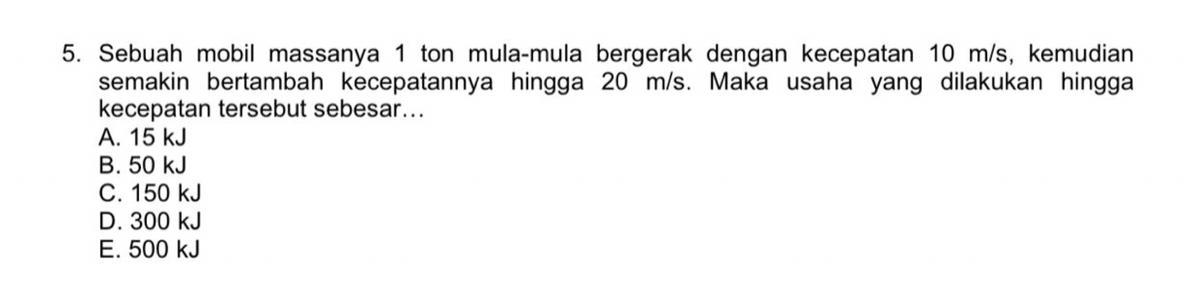 5. Sebuah mobil massanya 1 ton mula-mula bergerak dengan kecepatan 10 m/s, kemudian
semakin bertambah kecepatannya hingga 20 m/s. Maka usaha yang dilakukan hingga
kecepatan tersebut sebesar…
A. 15 kJ
B. 50 kJ
C. 150 kJ
D. 300 kJ
E. 500 kJ